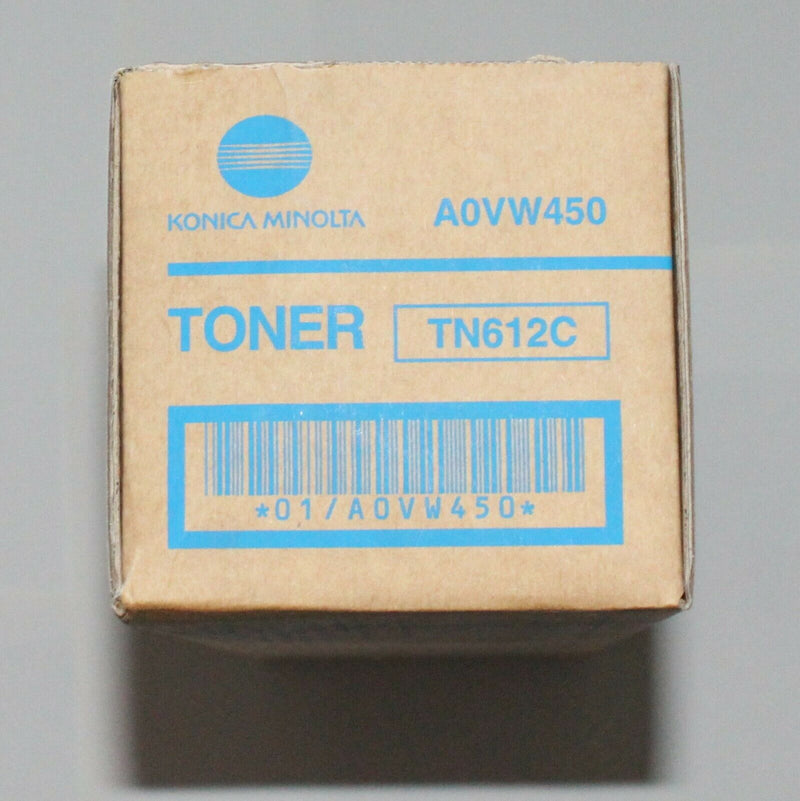 KONICA MINOLTA
A0VW450
TONER
TN612C
*01/A0VW450*